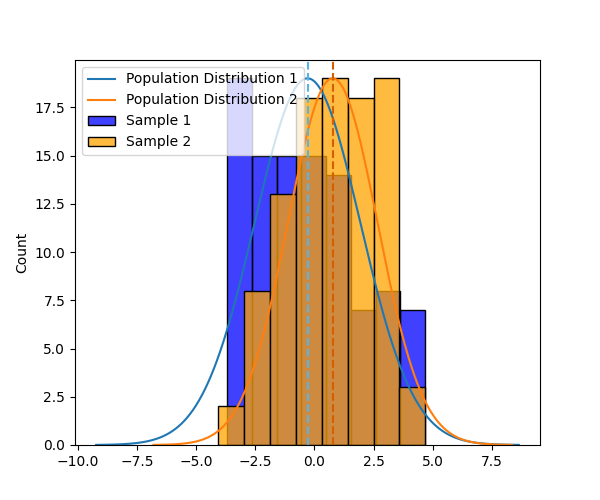 Population Distribution 1
Population Distribution 2
Sample 1
Sample 2
17.5
15.0
12.5
10.0
7.5
5.0
2.5
0.0
Count
−10.0 −7.5 −5.0 −2.5 0.0 2.5 5.0 7.5